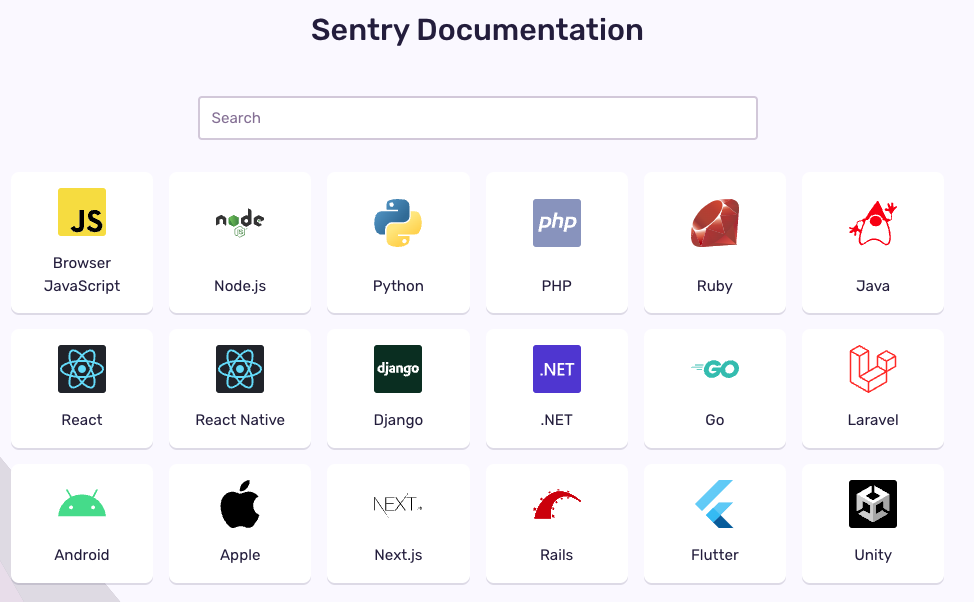 Sentry Documentation
Search
JS
node
JS
php
Browser
JavaScript
Node.js
Python
PHP
Ruby
Java
django
.NET
GO
React
React Native
Django
.NET
Go
Laravel
NEXT.JS
Android
Apple
Next.js
Rails
Flutter
Unity